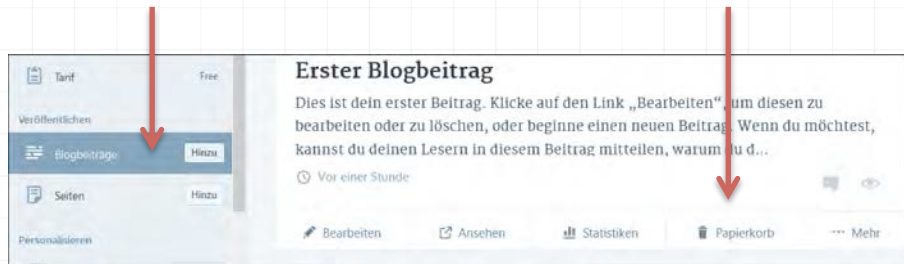 Tarif Free
Veröffentlichen
Blogbeiträge Hinzu
Seiten Hinzu
Personalisieren
Erster Blogbeitrag
Dies ist dein erster Beitrag. Klicke auf den Link „Bearbeiten“, um diesen zu
bearbeiten oder zu löschen, oder beginne einen neuen Beitrag. Wenn du möchtest,
kannst du deinen Lesern in diesem Beitrag mitteilen, warum du d...
Vor einer Stunde
Bearbeiten Ansehen Statistiken Papierkorb ... Mehr